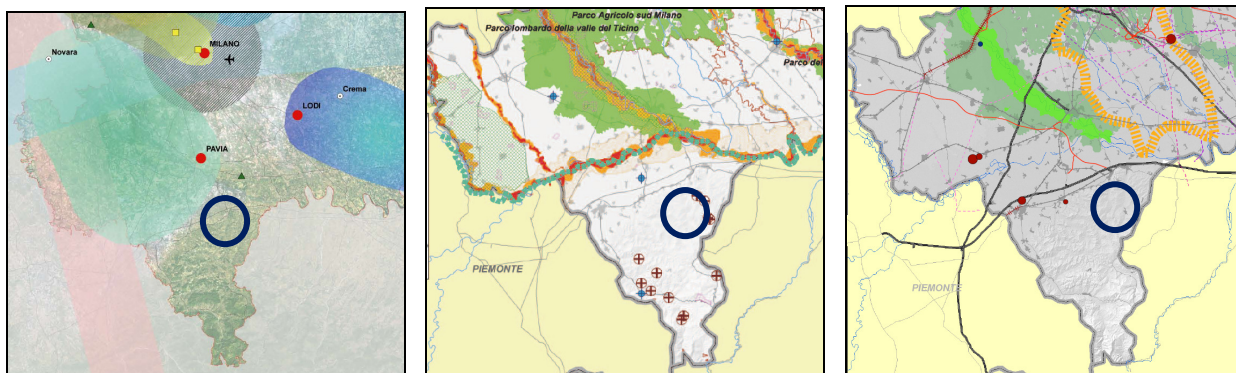 Novara
MILANO
Crema
LODI
PAVIA
Parco Agricolo sud Milano
Parco lombardo della valle del Ticino
Parco del
PIEMONTE
PIEMONTE